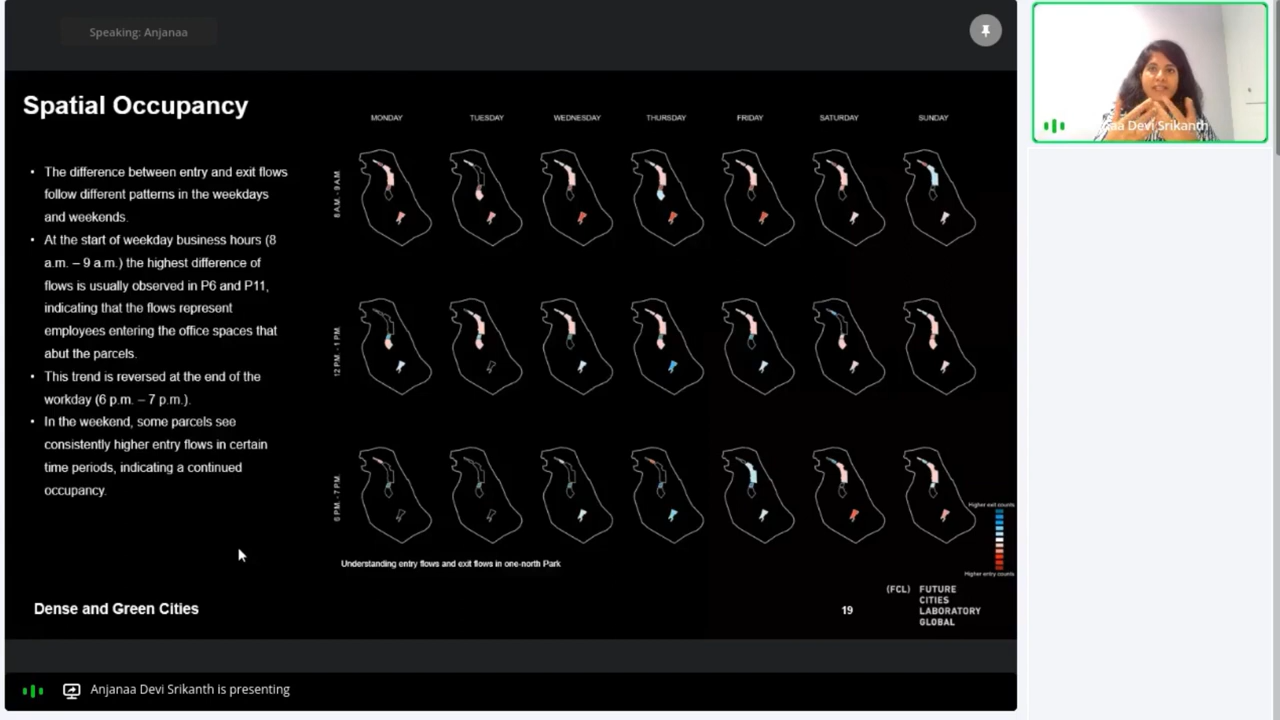 Speaking: Anjanaa
Spatial Occupancy
• The difference between entry and exit flows
follow different patterns in the weekdays
and weekends.
• At the start of weekday business hours (8
a.m. – 9 a.m.) the highest difference of
flows is usually observed in P6 and P11,
indicating that the flows represent
employees entering the office spaces that
abut the parcels.
• This trend is reversed at the end of the
workday (6 p.m. – 7 p.m.).
• In the weekend, some parcels see
consistently higher entry flows in certain
time periods, indicating a continued
occupancy.
MONDAY TUESDAY WEDNESDAY THURSDAY FRIDAY SATURDAY SUNDAY
8 A.M. - 9 A.M.
12 P.M. - 1 P.M.
6 P.M. - 7 P.M.
Higher exit counts
Higher entry counts
Understanding entry flows and exit flows in one-north Park
Dense and Green Cities
19
(FCL) FUTURE
CITIES
LABORATORY
GLOBAL
Anjanaa Devi Srikanth is presenting
Devi Srikanth